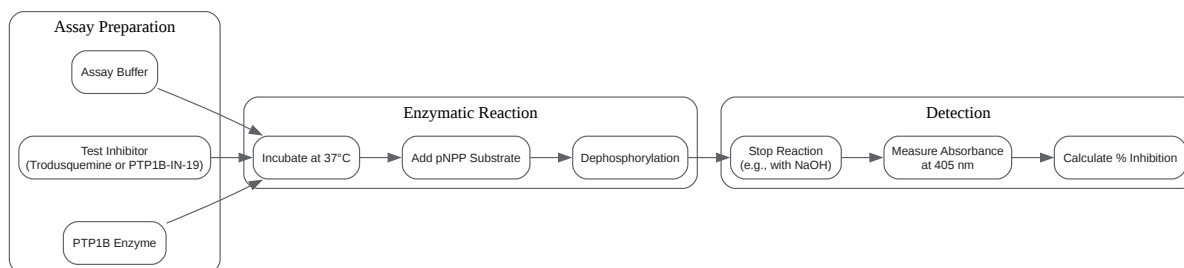 Assay Preparation
Assay Buffer
Test Inhibitor
(Trodusquemine or PTP1B-IN-19)
PTP1B Enzyme
Enzymatic Reaction
Incubate at 37°C
Add pNPP Substrate
Dephosphorylation
Detection
Stop Reaction
(e.g., with NaOH)
Measure Absorbance
at 405 nm
Calculate % Inhibition